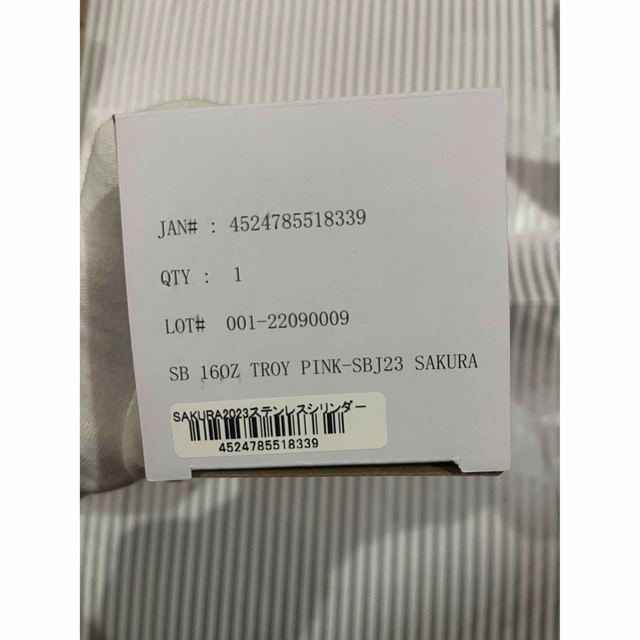 JAN# : 4524785518339
QTY : 1
LOT# 001-22090009
SB 16OZ TROY PINK-SBJ23 SAKURA
SAKURA2023ステンレスシリンダー
4524785518339